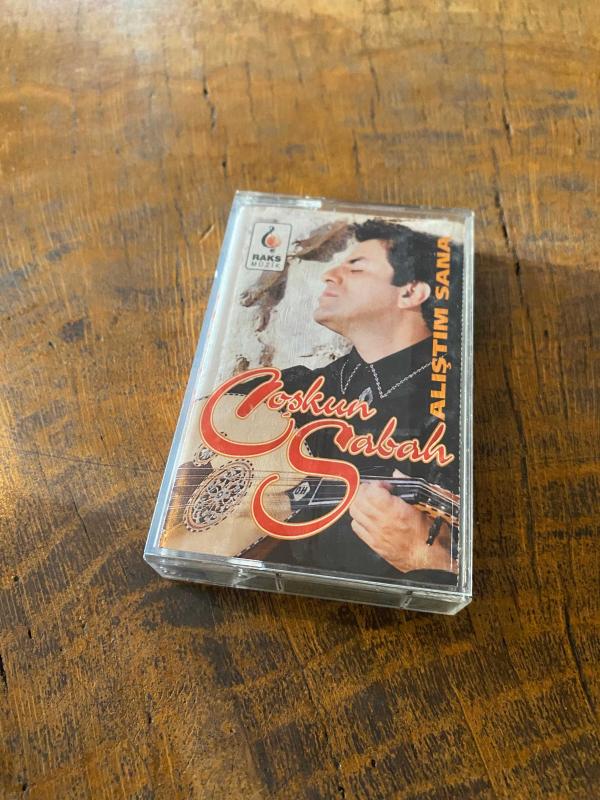 RAKS
MÜZİK
ALIŞTIM SANA
Coşkun
Sabah